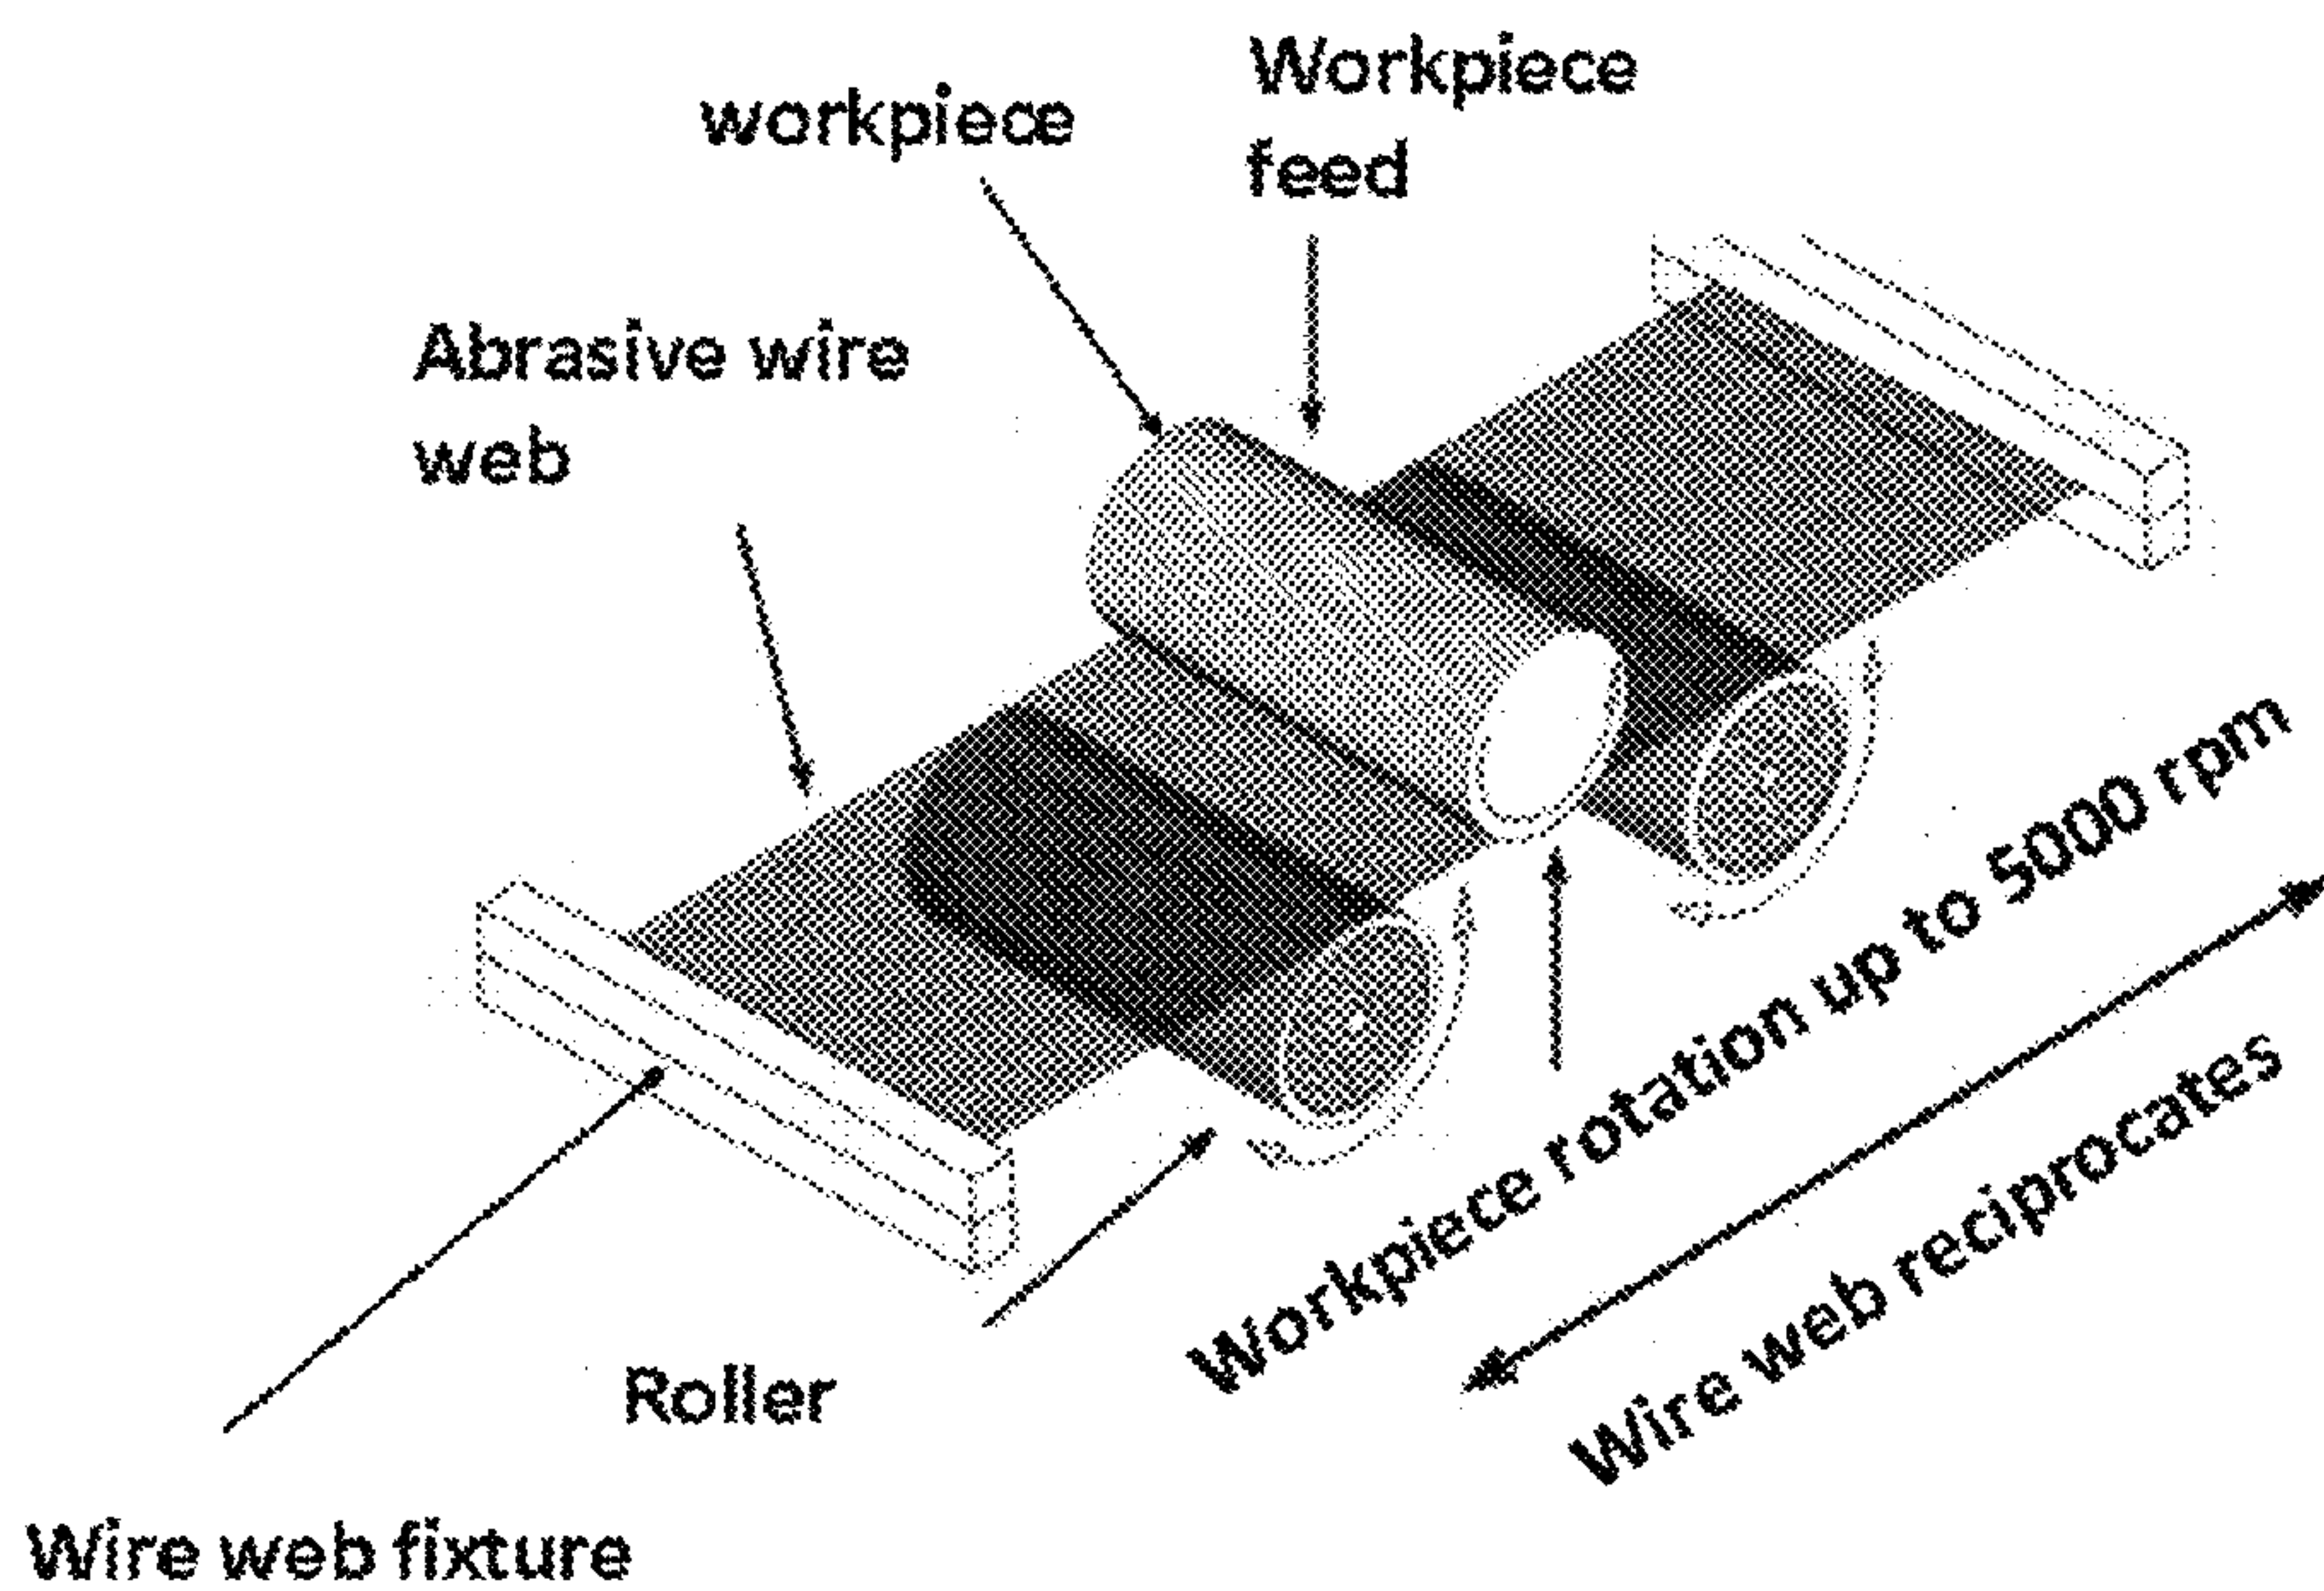 workpiece
Workpiece
feed
Abrasive wire
web
Workpiece rotation up to 5000 rpm
Wire web reciprocates
Roller
Wire web fixture